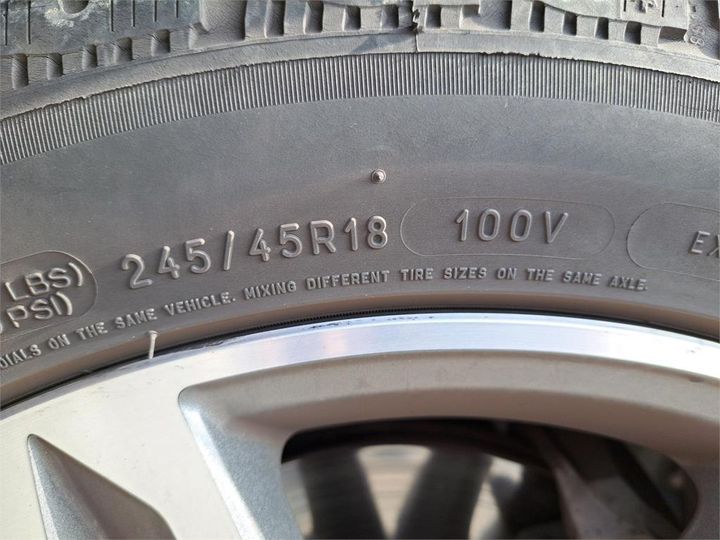 245/45R18 100V EX
LBS)
PSI)
DIALS ON THE SAME VEHICLE. MIXING DIFFERENT TIRE SIZES ON THE SAME AXLE.